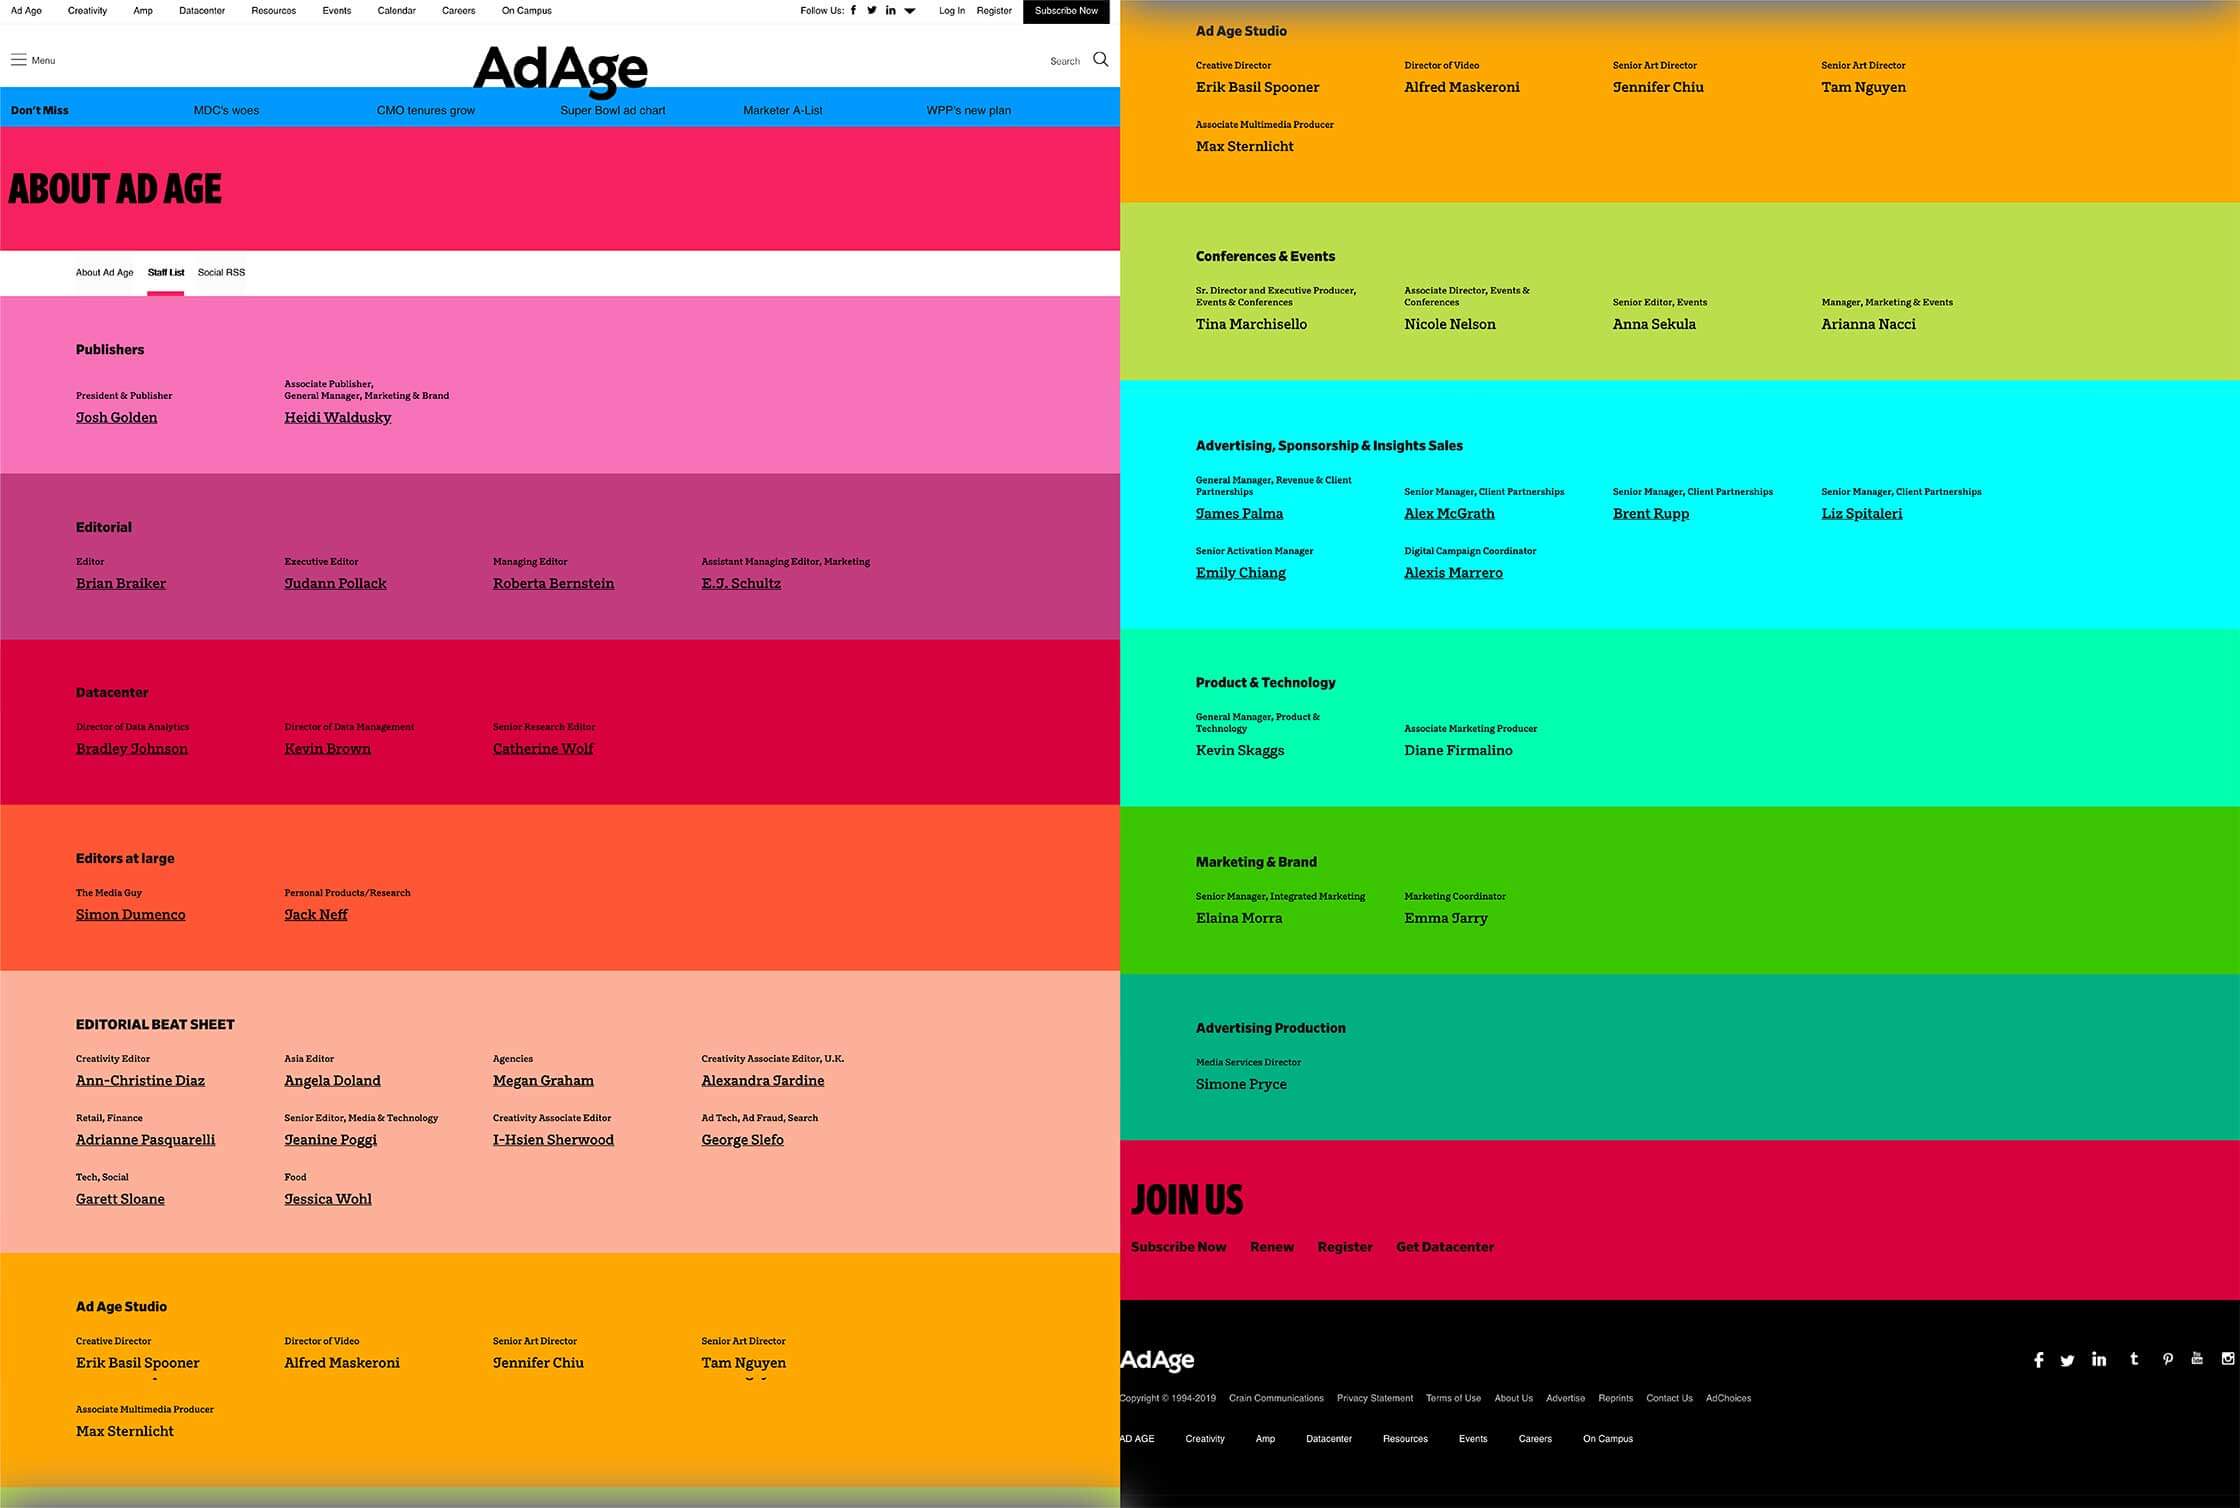 Ad Age Creativity Amp Datacenter Resources Events Calendar Careers On Campus Follow Us: Log In Register Subscribe Now
Menu
AdAge
Search
Don't Miss MDC's woes CMO tenures grow Super Bowl ad chart Marketer A-List WPP's new plan
ABOUT AD AGE
About Ad Age Staff List Social RSS
Publishers
Associate Publisher,
President & Publisher General Manager, Marketing & Brand
Josh Golden Heidi Waldusky
Editorial
Editor Executive Editor Managing Editor Assistant Managing Editor, Marketing
Brian Braiker Judann Pollack Roberta Bernstein E.J. Schultz
Datacenter
Director of Data Analytics Director of Data Management Senior Research Editor
Bradley Johnson Kevin Brown Catherine Wolf
Editors at large
The Media Guy Personal Products/Research
Simon Dumenco Jack Neff
EDITORIAL BEAT SHEET
Creativity Editor Asia Editor Agencies Creativity Associate Editor, U.K.
Ann-Christine Diaz Angela Doland Megan Graham Alexandra Jardine
Retail, Finance Senior Editor, Media & Technology Creativity Associate Editor Ad Tech, Ad Fraud, Search
Adrianne Pasquarelli Jeanine Poggi I-Hsien Sherwood George Slefo
Tech, Social Food
Garett Sloane Jessica Wohl
Ad Age Studio
Creative Director Director of Video Senior Art Director Senior Art Director
Erik Basil Spooner Alfred Maskeroni Jennifer Chiu Tam Nguyen
Associate Multimedia Producer
Max Sternlicht
Ad Age Studio
Creative Director Director of Video Senior Art Director Senior Art Director
Erik Basil Spooner Alfred Maskeroni Jennifer Chiu Tam Nguyen
Associate Multimedia Producer
Max Sternlicht
Conferences & Events
Sr. Director and Executive Producer, Associate Director, Events &
Events & Conferences Conferences Senior Editor, Events Manager, Marketing & Events
Tina Marchisello Nicole Nelson Anna Sekula Arianna Nacci
Advertising, Sponsorship & Insights Sales
General Manager, Revenue & Client
Partnerships Senior Manager, Client Partnerships Senior Manager, Client Partnerships Senior Manager, Client Partnerships
James Palma Alex McGrath Brent Rupp Liz Spitaleri
Senior Activation Manager Digital Campaign Coordinator
Emily Chiang Alexis Marrero
Product & Technology
General Manager, Product &
Technology Associate Marketing Producer
Kevin Skaggs Diane Firmalino
Marketing & Brand
Senior Manager, Integrated Marketing Marketing Coordinator
Elaina Morra Emma Jarry
Advertising Production
Media Services Director
Simone Pryce
JOIN US
Subscribe Now Renew Register Get Datacenter
AdAge
Copyright © 1994-2019 Crain Communications Privacy Statement Terms of Use About Us Advertise Reprints Contact Us AdChoices
AD AGE Creativity Amp Datacenter Resources Events Careers On Campus